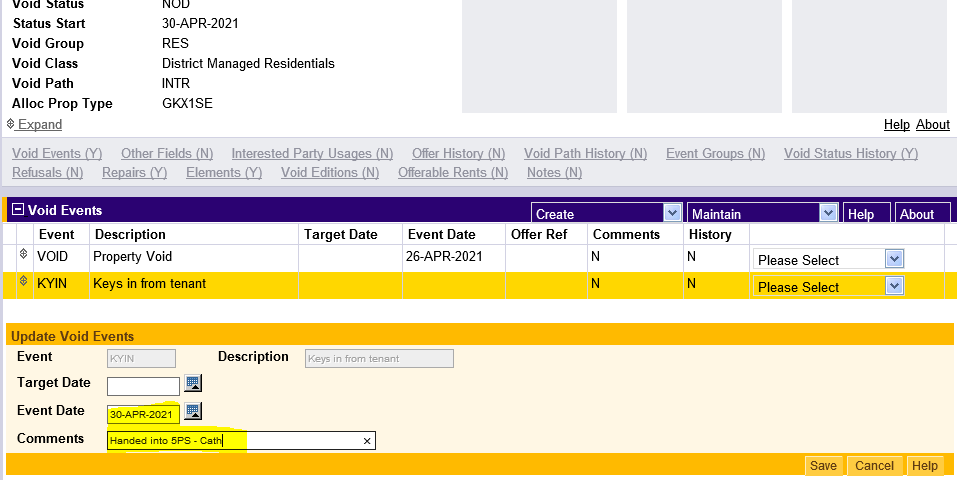 Void Status NOD
Status Start 30-APR-2021
Void Group RES
Void Class District Managed Residentials
Void Path INTR
Alloc Prop Type GKX1SE
Expand Help About
Void Events (Y) Other Fields (N) Interested Party Usages (N) Offer History (N) Void Path History (N) Event Groups (N) Void Status History (Y)
Refusals (N) Repairs (Y) Elements (Y) Void Editions (N) Offerable Rents (N) Notes (N)
Void Events Create Maintain Help About
Event Description Target Date Event Date Offer Ref Comments History
VOID Property Void 26-APR-2021 N N Please Select
KYIN Keys in from tenant N N Please Select
Update Void Events
Event KYIN Description Keys in from tenant
Target Date
Event Date 30-APR-2021
Comments Handed into 5PS - Cath ×
Save Cancel Help